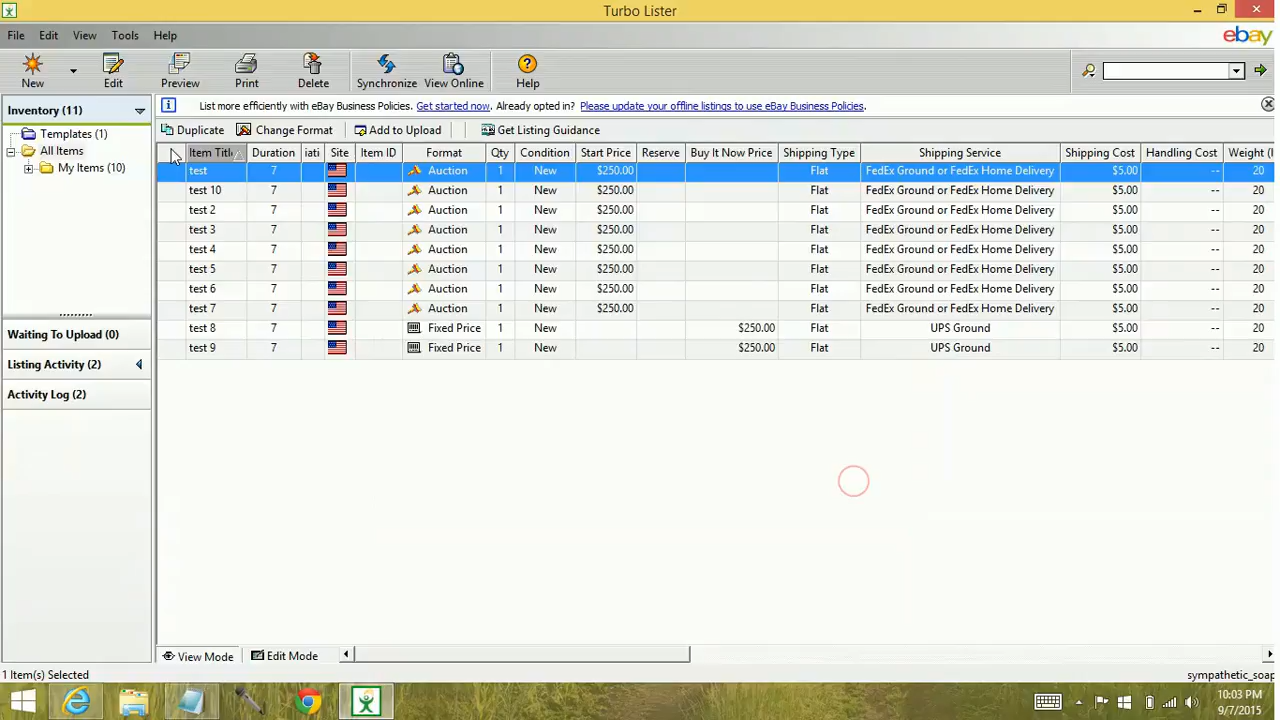 Turbo Lister
File Edit View Tools Help
ebay
New Edit Preview Print Delete Synchronize View Online Help
Inventory (11)
List more efficiently with eBay Business Policies. Get started now. Already opted in? Please update your offline listings to use eBay Business Policies.
Templates (1)
All Items
My Items (10)
Duplicate Change Format Add to Upload Get Listing Guidance
Item Title Duration iati Site Item ID Format Qty Condition Start Price Reserve Buy It Now Price Shipping Type Shipping Service Shipping Cost Handling Cost Weight (l
test 7 Auction 1 New $250.00 Flat FedEx Ground or FedEx Home Delivery $5.00 -- 20
test 10 7 Auction 1 New $250.00 Flat FedEx Ground or FedEx Home Delivery $5.00 -- 20
test 2 7 Auction 1 New $250.00 Flat FedEx Ground or FedEx Home Delivery $5.00 -- 20
test 3 7 Auction 1 New $250.00 Flat FedEx Ground or FedEx Home Delivery $5.00 -- 20
test 4 7 Auction 1 New $250.00 Flat FedEx Ground or FedEx Home Delivery $5.00 -- 20
test 5 7 Auction 1 New $250.00 Flat FedEx Ground or FedEx Home Delivery $5.00 -- 20
test 6 7 Auction 1 New $250.00 Flat FedEx Ground or FedEx Home Delivery $5.00 -- 20
test 7 7 Auction 1 New $250.00 Flat FedEx Ground or FedEx Home Delivery $5.00 -- 20
test 8 7 Fixed Price 1 New $250.00 Flat UPS Ground $5.00 -- 20
test 9 7 Fixed Price 1 New $250.00 Flat UPS Ground $5.00 -- 20
Waiting To Upload (0)
Listing Activity (2)
Activity Log (2)
View Mode Edit Mode
1 Item(s) Selected
sympathetic_soap
10:03 PM
9/7/2015